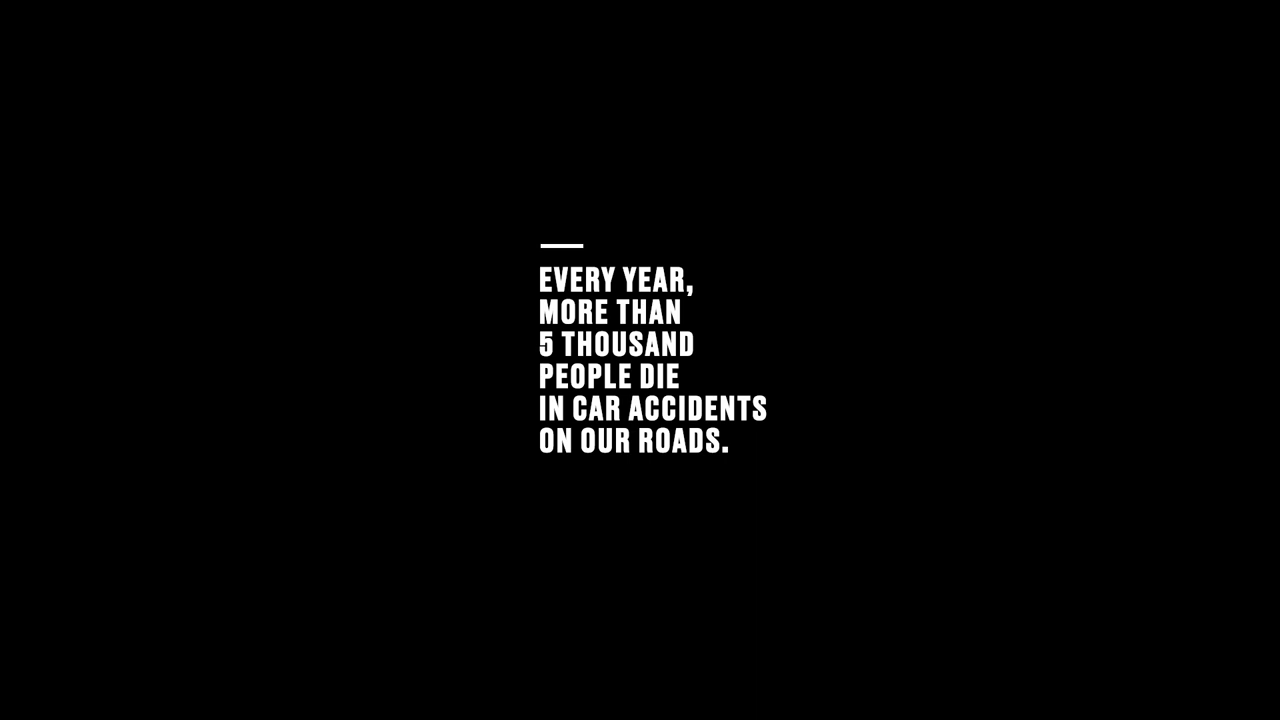 EVERY YEAR,
MORE THAN
5 THOUSAND
PEOPLE DIE
IN CAR ACCIDENTS
ON OUR ROADS.